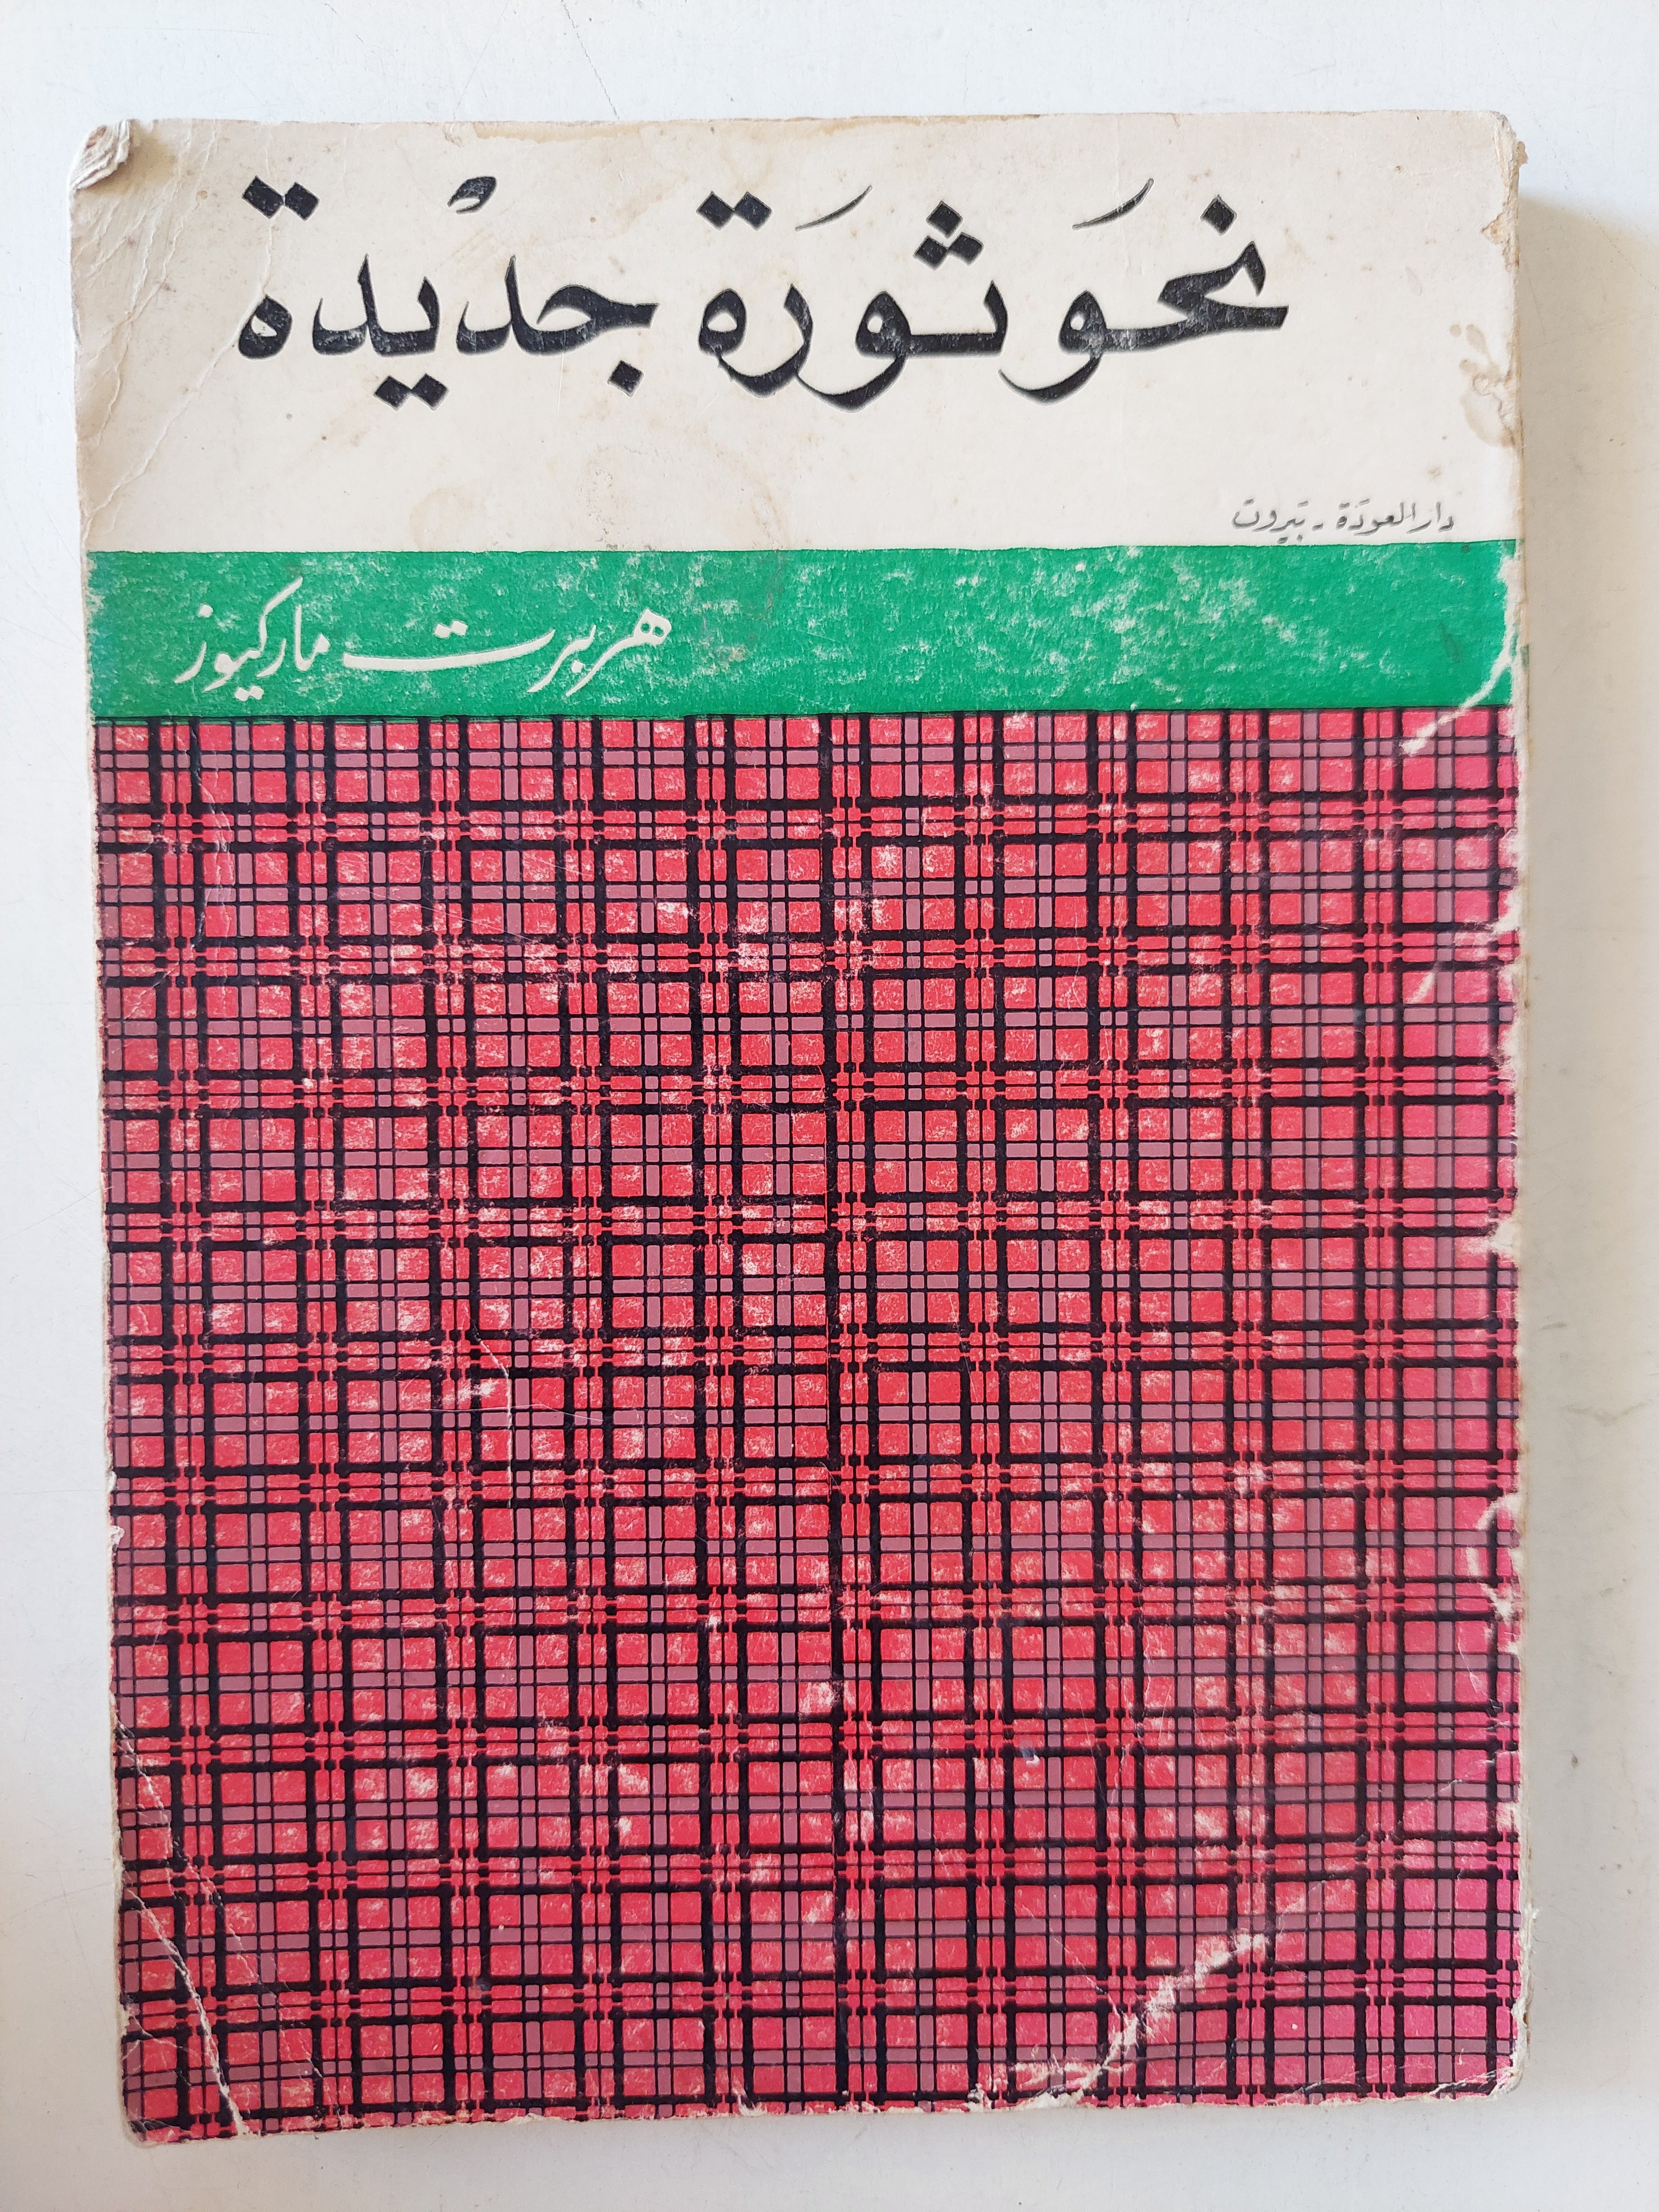 نحو ثورة جديدة
دار العودة - بيروت
هربرت ماركيوز